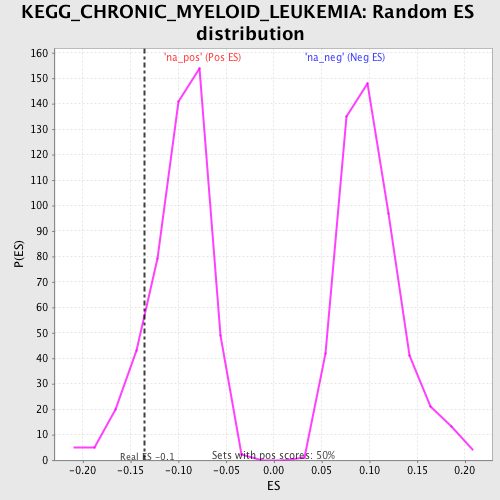 KEGG_CHRONIC_MYELOID_LEUKEMIA: Random ES
distribution
'na_pos' (Pos ES) 'na_neg' (Neg ES)
160
150
140
130
120
110
100
90
80
70
60
50
40
30
20
10
0
P(ES)
Real ES -0.1 Sets with pos scores: 50%
-0.20 -0.15 -0.10 -0.05 0.00 0.05 0.10 0.15 0.20
ES